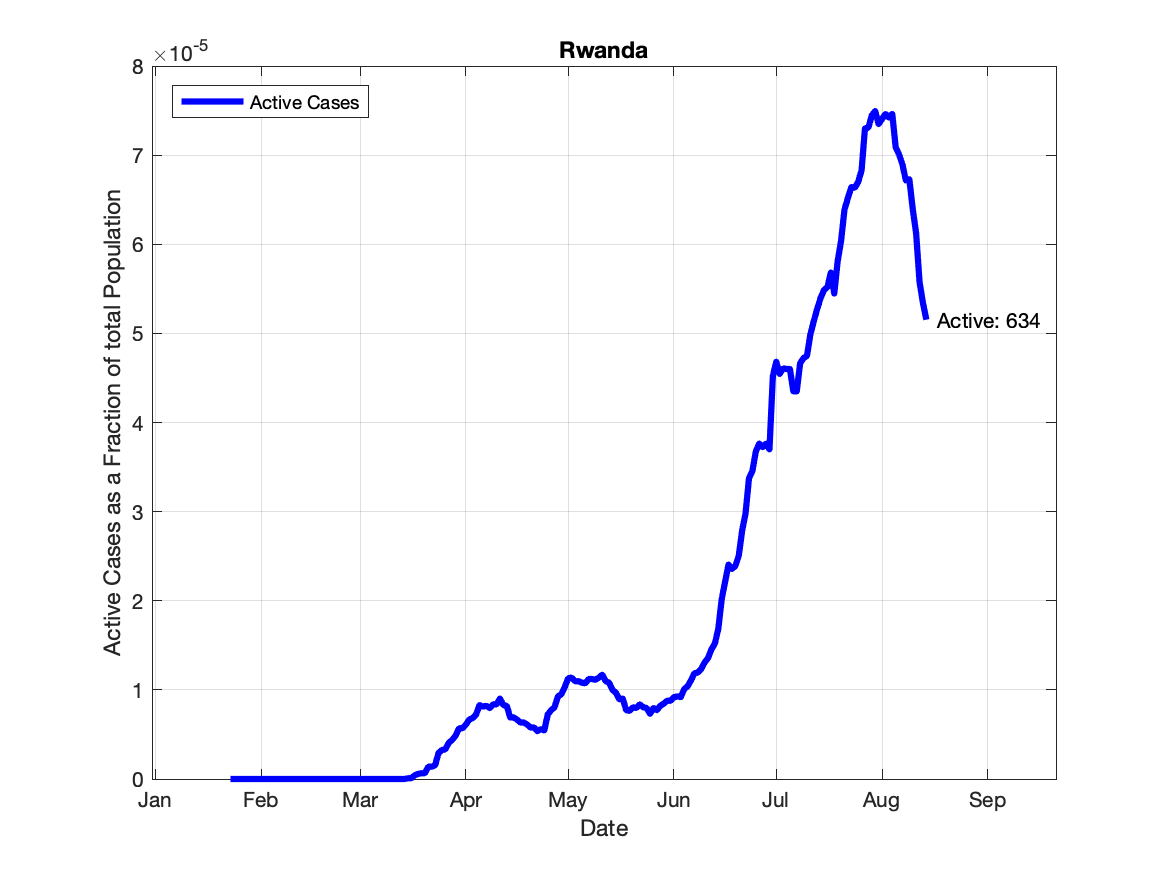 Rwanda
×10-5
8
7
6
5
4
3
2
1
0
Active Cases
Active: 634
Active Cases as a Fraction of total Population
Jan Feb Mar Apr May Jun Jul Aug Sep
Date